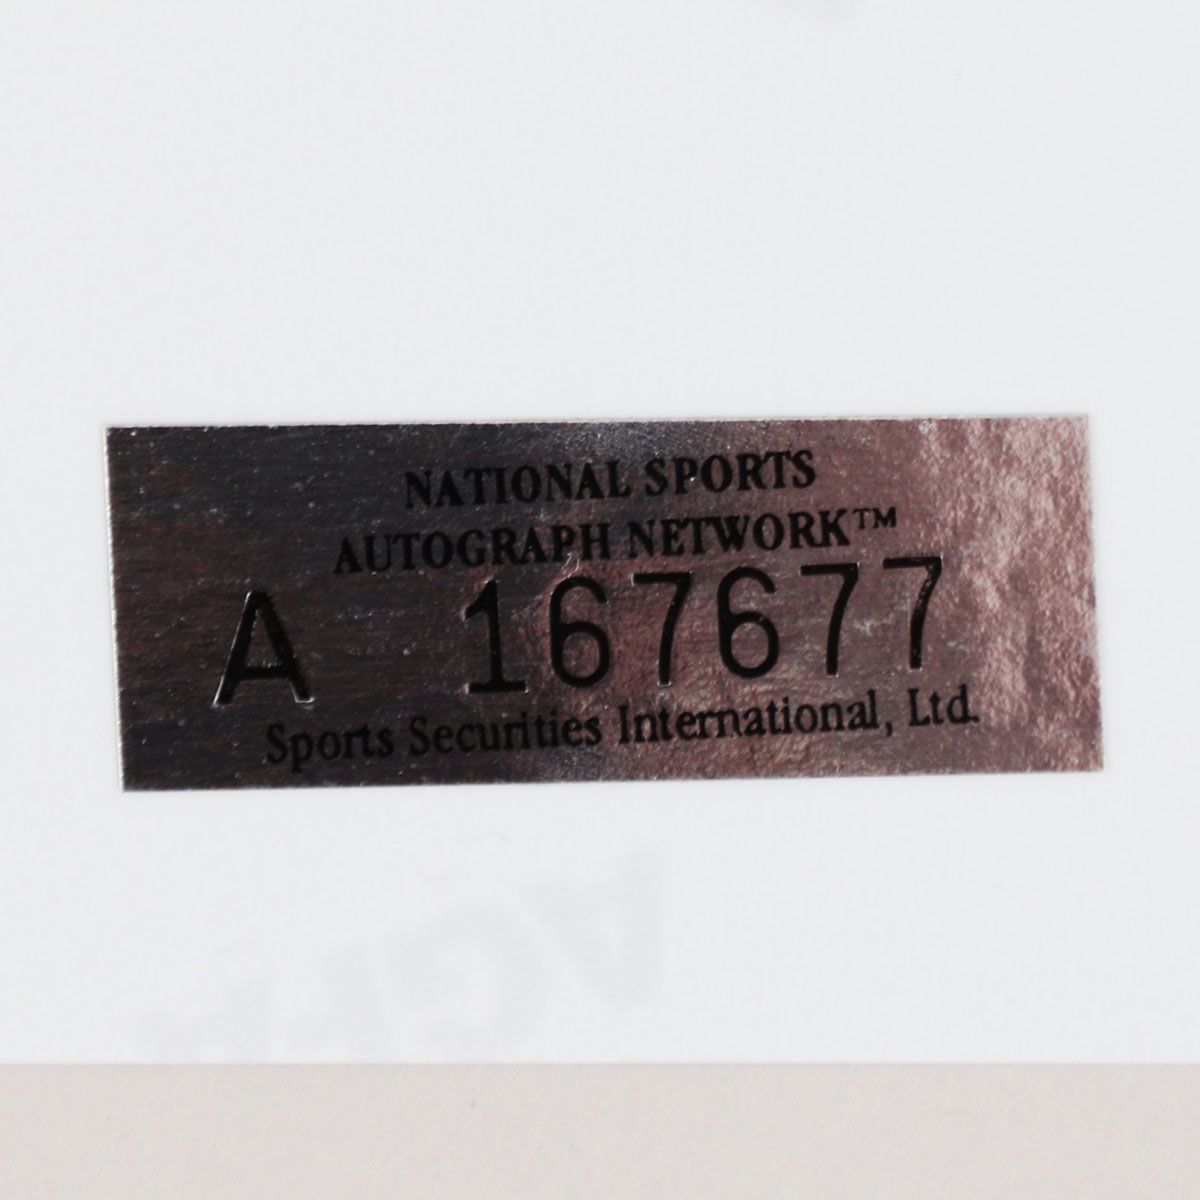 NATIONAL SPORTS
AUTOGRAPH NETWORK™
A 167677
Sports Securities International, Ltd.